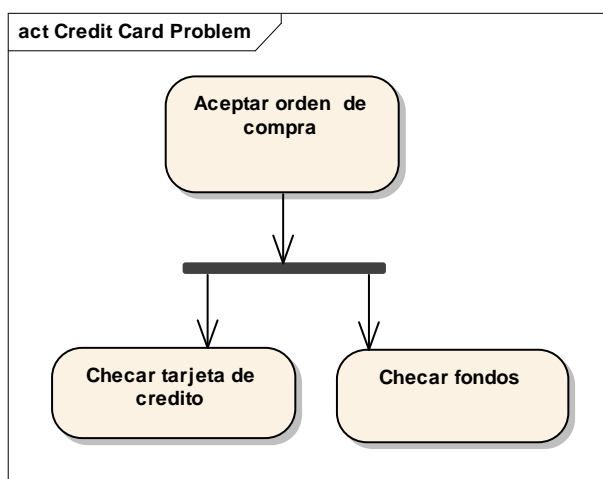 act Credit Card Problem
Aceptar orden de
compra
Checar tarjeta de
credito
Checar fondos